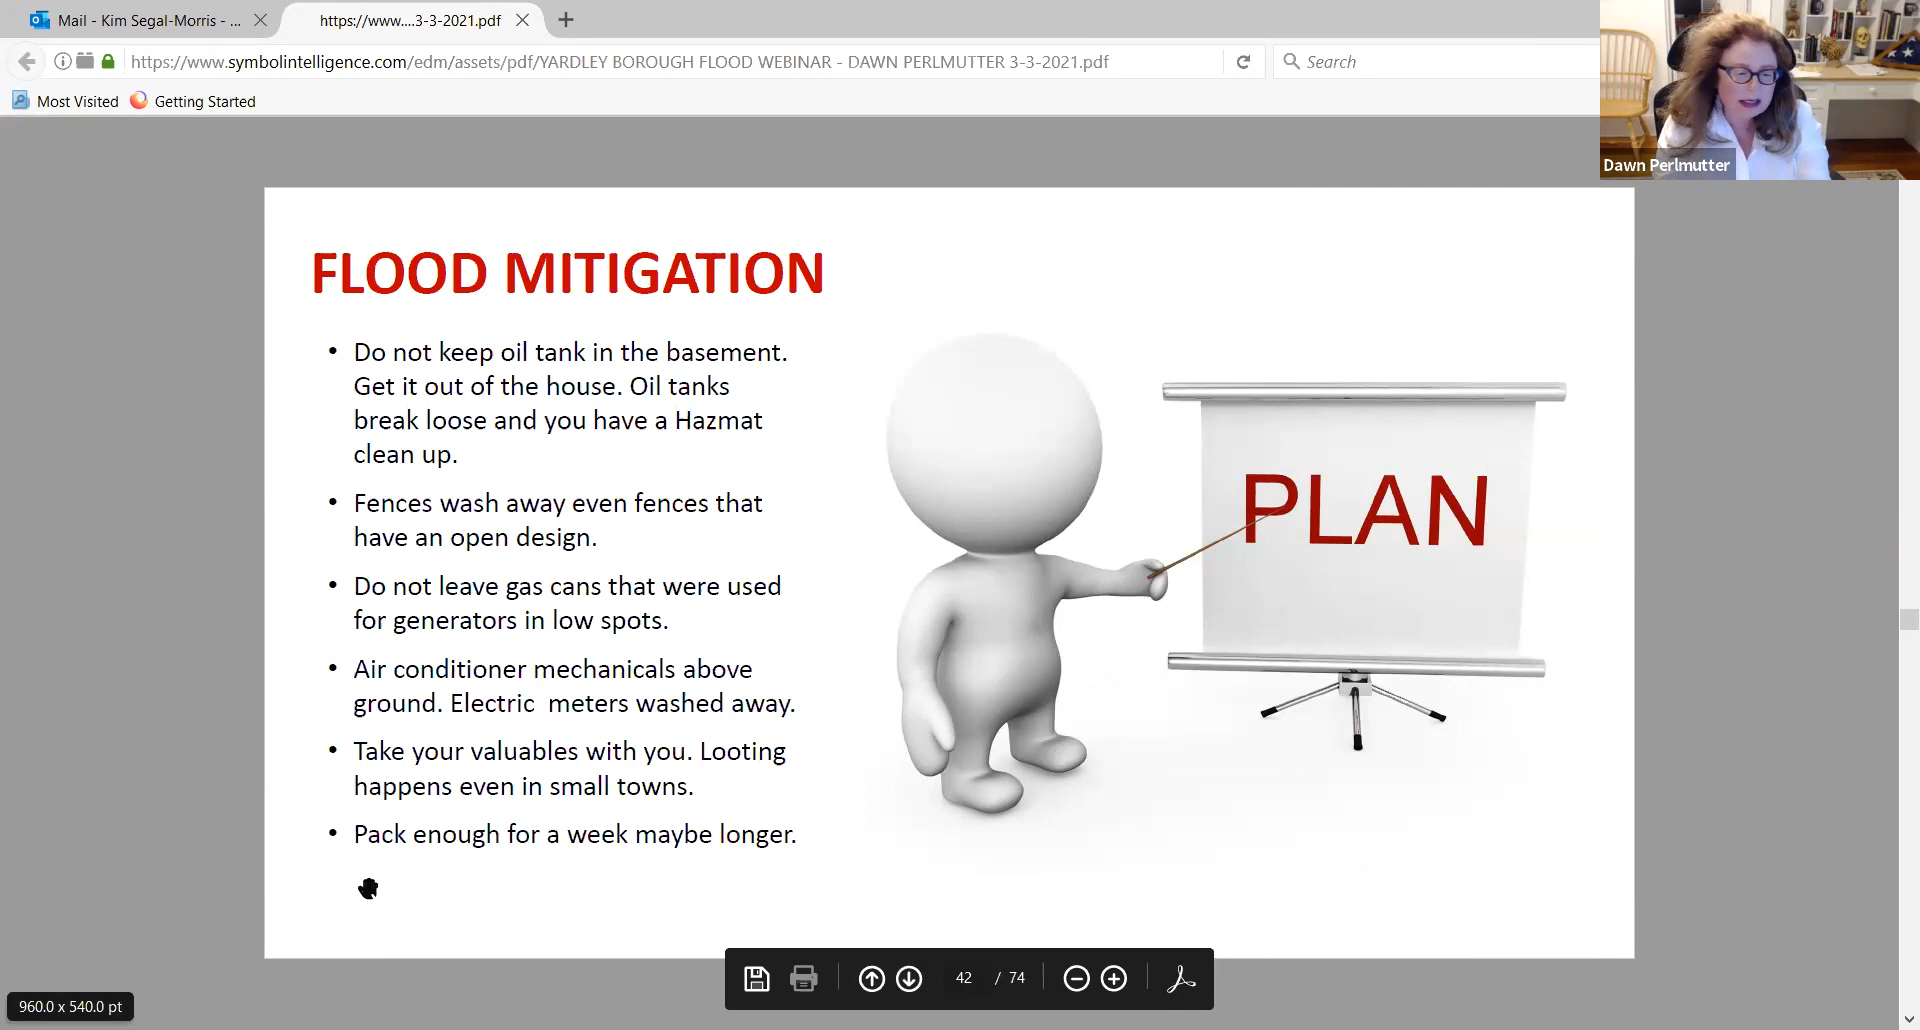 Mail - Kim Segal-Morris - ...
https://www....3-3-2021.pdf
https://www.symbolintelligence.com/edm/assets/pdf/YARDLEY BOROUGH FLOOD WEBINAR - DAWN PERLMUTTER 3-3-2021.pdf
Search
Most Visited
Getting Started
Dawn Perlmutter
FLOOD MITIGATION
• Do not keep oil tank in the basement.
Get it out of the house. Oil tanks
break loose and you have a Hazmat
clean up.
• Fences wash away even fences that
have an open design.
• Do not leave gas cans that were used
for generators in low spots.
• Air conditioner mechanicals above
ground. Electric  meters washed away.
• Take your valuables with you. Looting
happens even in small towns.
• Pack enough for a week maybe longer.
PLAN
42 / 74
960.0 x 540.0 pt